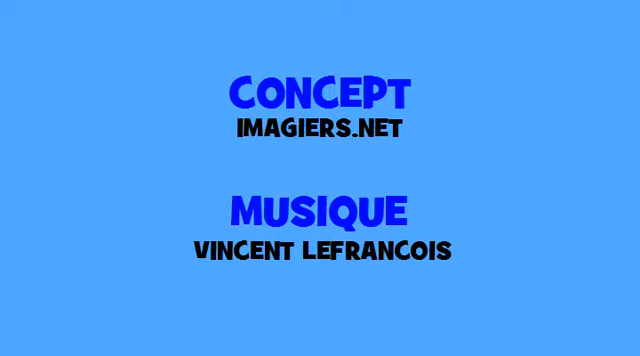 CONCEPT
IMAGIERS.NET
MUSIQUE
VINCENT LEFRANCOIS